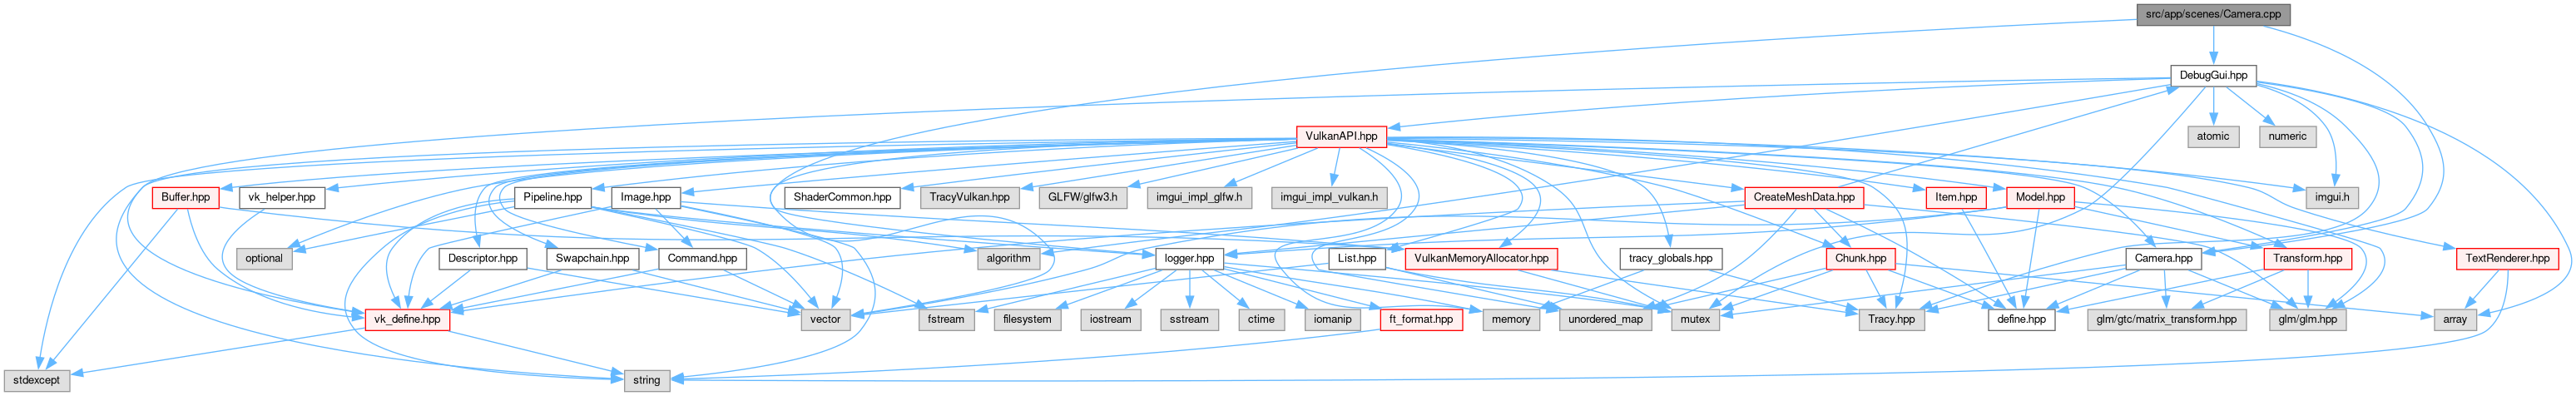 src/app/scenes/Camera.cpp
DebugGui.hpp
VulkanAPI.hpp
atomic
numeric
Buffer.hpp
vk_helper.hpp
Pipeline.hpp
Image.hpp
ShaderCommon.hpp
TracyVulkan.hpp
GLFW/glfw3.h
imgui_impl_glfw.h
imgui_impl_vulkan.h
CreateMeshData.hpp
Item.hpp
Model.hpp
imgui.h
optional
Descriptor.hpp
Swapchain.hpp
Command.hpp
algorithm
logger.hpp
List.hpp
VulkanMemoryAllocator.hpp
tracy_globals.hpp
Chunk.hpp
Camera.hpp
Transform.hpp
TextRenderer.hpp
vk_define.hpp
vector
fstream
filesystem
iostream
sstream
ctime
iomanip
ft_format.hpp
memory
unordered_map
mutex
Tracy.hpp
define.hpp
glm/gtc/matrix_transform.hpp
glm/glm.hpp
array
stdexcept
string